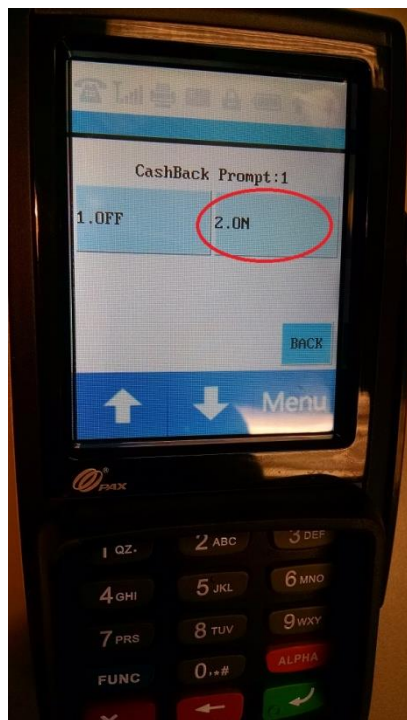 CashBack Prompt:1
1.OFF 2.ON
BACK
Menu
PAX
1 QZ. 2 ABC 3 DEF
4 GHI 5 JKL 6 MNO
7 PRS 8 TUV 9 WXY
FUNC 0,*# ALPHA